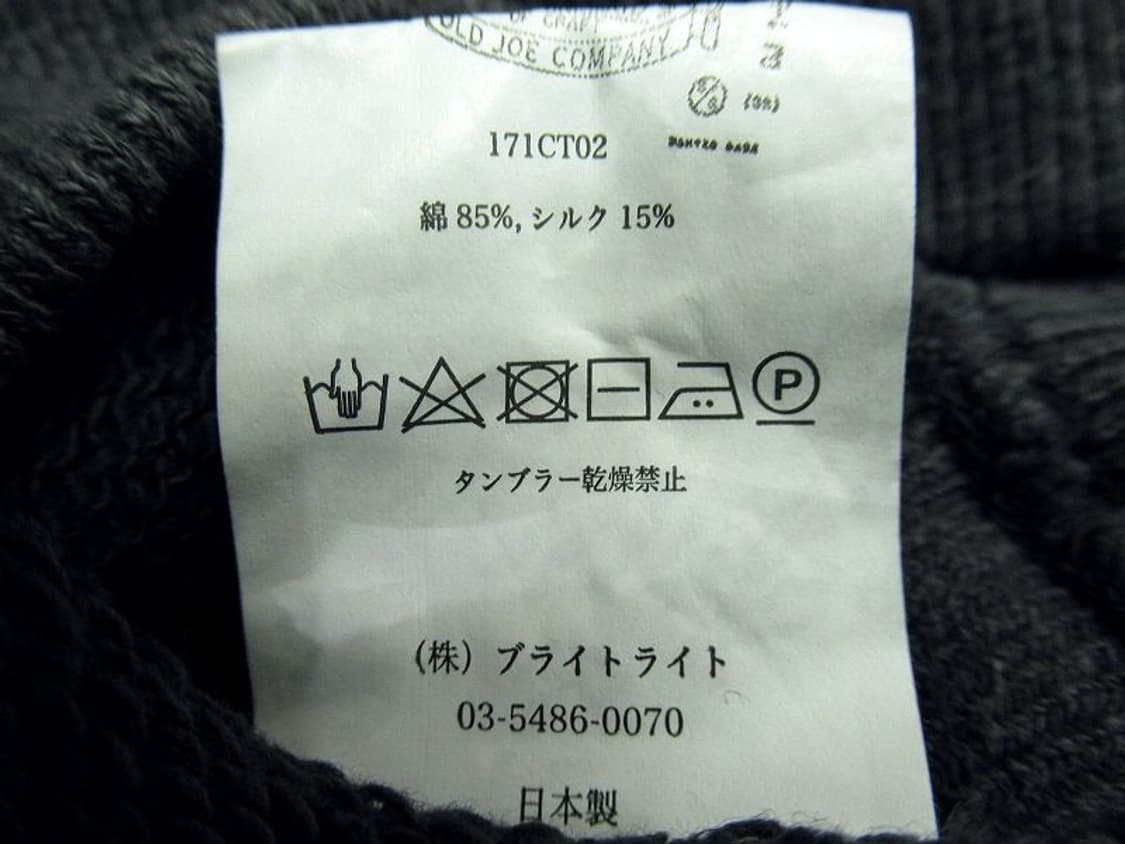 OLD JOE COMPANY
171CT02
綿 85%, シルク 15%
P
タンブラー乾燥禁止
(株) ブライトライト
03-5486-0070
日本製